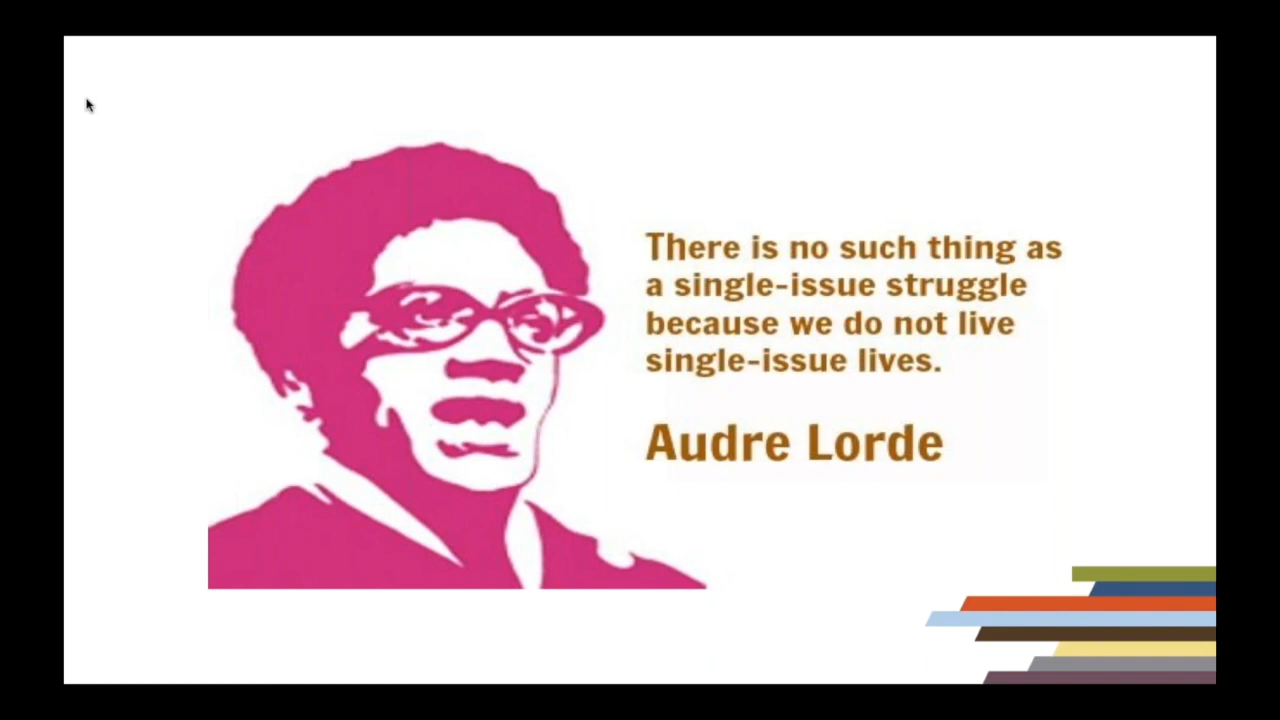 There is no such thing as
a single-issue struggle
because we do not live
single-issue lives.
Audre Lorde